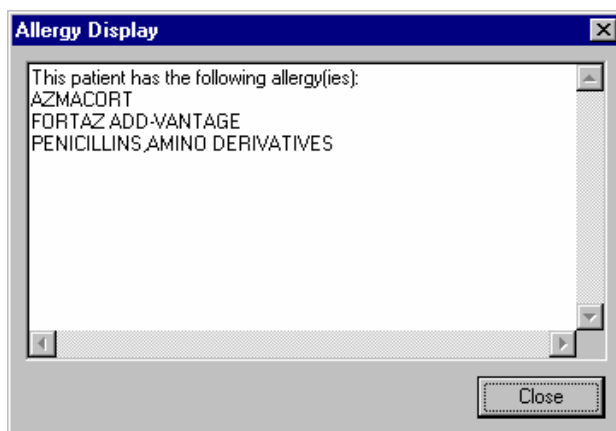 Allergy Display
This patient has the following allergy(ies):
AZMACORT
FORTAZ ADD-VANTAGE
PENICILLINS,AMINO DERIVATIVES
Close